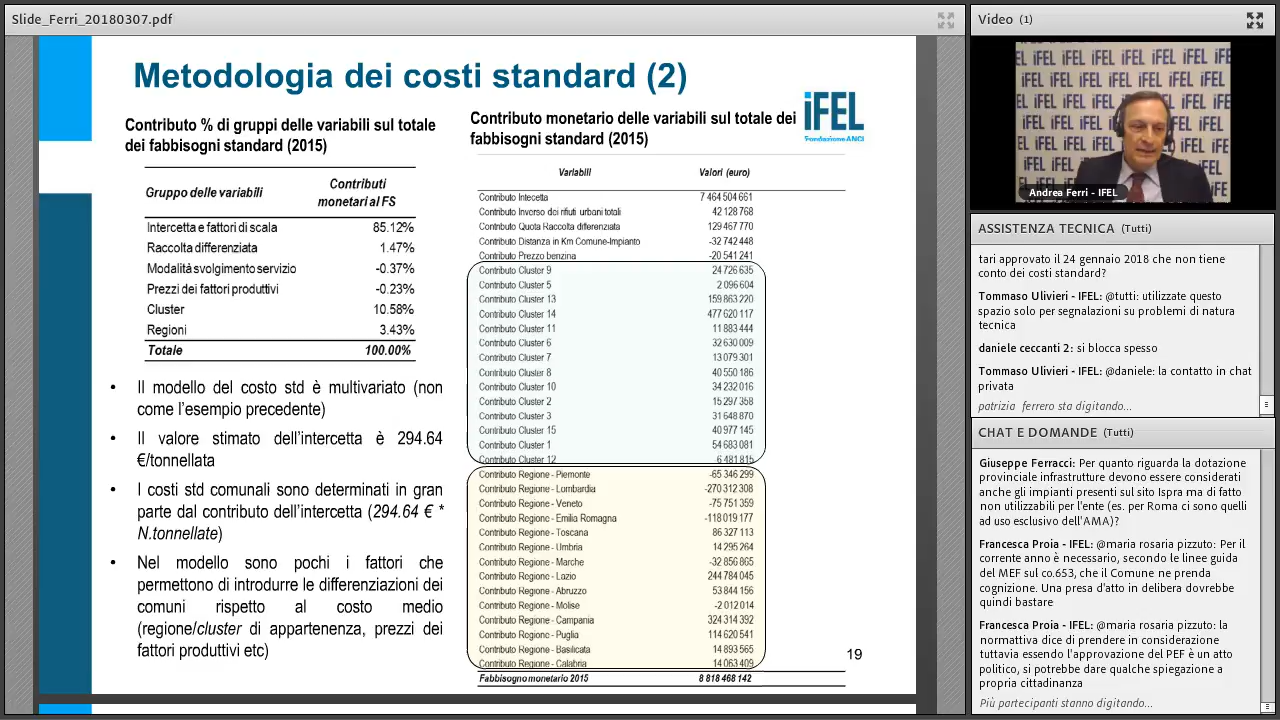 Slide_Ferri_20180307.pdf
Metodologia dei costi standard (2)
iFEL
Fondazione ANCI
Contributo % di gruppi delle variabili sul totale
dei fabbisogni standard (2015)
Gruppo delle variabili Contributi
monetari al FS
Intercetta e fattori di scala 85.12%
Raccolta differenziata 1.47%
Modalità svolgimento servizio -0.37%
Prezzi dei fattori produttivi -0.23%
Cluster 10.58%
Regioni 3.43%
Totale 100.00%
• Il modello del costo std è multivariato (non
come l'esempio precedente)
• Il valore stimato dell'intercetta è 294.64
€/tonnellata
• I costi std comunali sono determinati in gran
parte dal contributo dell'intercetta (294.64 € *
N.tonnellate)
• Nel modello sono pochi i fattori che
permettono di introdurre le differenziazioni dei
comuni rispetto al costo medio
(regione/cluster di appartenenza, prezzi dei
fattori produttivi etc)
Contributo monetario delle variabili sul totale dei
fabbisogni standard (2015)
Variabili Valori (euro)
Contributo Intecetta 7 464 504 661
Contributo Inverso dei rifiuti urbani totali 42 128 768
Contributo Quota Raccolta differenziata 129 467 770
Contributo Distanza in Km Comune-Impianto -32 742 448
Contributo Prezzo benzina -20 541 241
Contributo Cluster 9 24 726 635
Contributo Cluster 5 2 096 604
Contributo Cluster 13 159 863 220
Contributo Cluster 14 477 620 117
Contributo Cluster 11 11 883 444
Contributo Cluster 6 32 630 009
Contributo Cluster 7 13 079 301
Contributo Cluster 8 40 550 186
Contributo Cluster 10 34 232 016
Contributo Cluster 2 15 297 358
Contributo Cluster 3 31 648 870
Contributo Cluster 15 40 977 145
Contributo Cluster 1 54 683 081
Contributo Cluster 12 6 481 815
Contributo Regione - Piemonte -65 346 299
Contributo Regione - Lombardia -270 312 308
Contributo Regione - Veneto -75 751 359
Contributo Regione - Emilia Romagna -118 019 177
Contributo Regione - Toscana 86 327 113
Contributo Regione - Umbria 14 295 264
Contributo Regione - Marche -32 856 865
Contributo Regione - Lazio 244 784 045
Contributo Regione - Abruzzo 53 844 156
Contributo Regione - Molise -2 012 014
Contributo Regione - Campania 324 314 392
Contributo Regione - Puglia 114 620 541
Contributo Regione - Basilicata 14 893 565
Contributo Regione - Calabria 14 063 409
Fabbisogno monetario 2015 8 818 468 142
19
Video (1)
Andrea Ferri - IFEL
ASSISTENZA TECNICA (Tutti)
tari approvato il 24 gennaio 2018 che non tiene
conto dei costi standard?
Tommaso Ulivieri - IFEL: @tutti: utilizzate questo
spazio solo per segnalazioni su problemi di natura
tecnica
daniele ceccanti 2: si blocca spesso
Tommaso Ulivieri - IFEL: @daniele: la contatto in chat
privata
patrizia ferrero sta digitando...
CHAT E DOMANDE (Tutti)
Giuseppe Ferracci: Per quanto riguarda la dotazione
provinciale infrastrutture devono essere considerati
anche gli impianti presenti sul sito Ispra ma di fatto
non utilizzabili per l'ente (es. per Roma ci sono quelli
ad uso esclusivo dell'AMA)?
Francesca Proia - IFEL: @maria rosaria pizzuto: Per il
corrente anno è necessario, secondo le linee guida
del MEF sul co.653, che il Comune ne prenda
cognizione. Una presa d'atto in delibera dovrebbe
quindi bastare
Francesca Proia - IFEL: @maria rosaria pizzuto: la
normattiva dice di prendere in considerazione
tuttavia essendo l'approvazione del PEF è un atto
politico, si potrebbe dare qualche spiegazione a
propria cittadinanza
Più partecipanti stanno digitando...